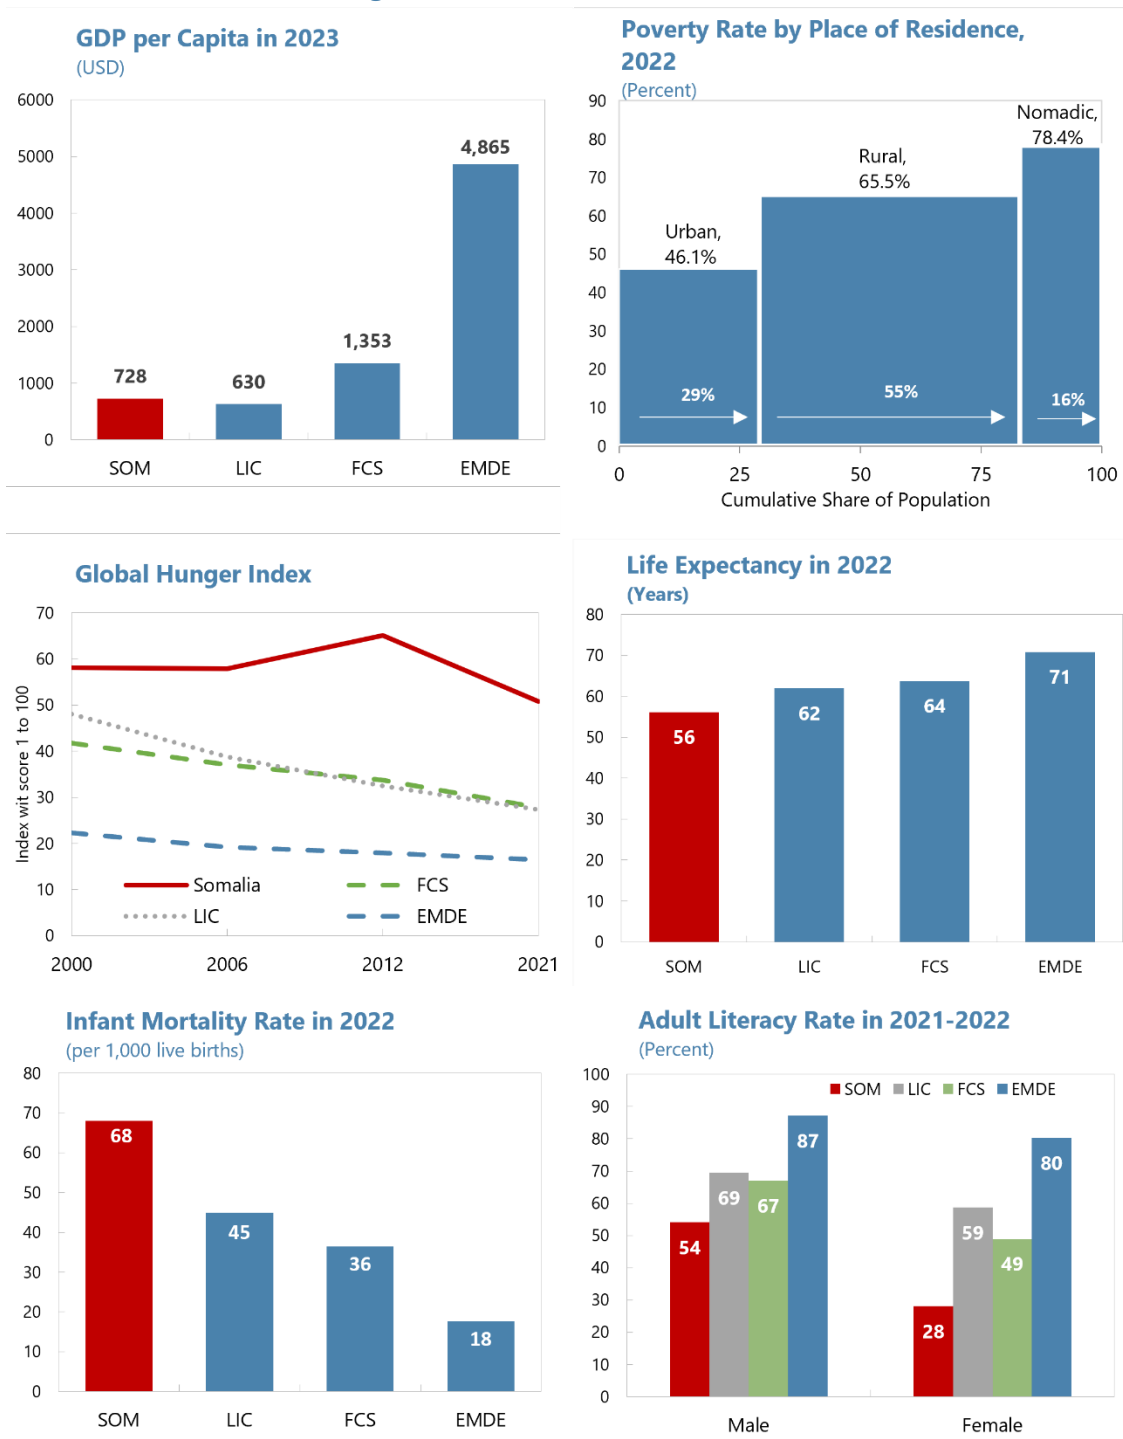 GDP per Capita in 2023
(USD)
6000
5000
4000
3000
2000
1000
0
728
630
1,353
4,865
SOM
LIC
FCS
EMDE
Poverty Rate by Place of Residence,
2022
(Percent)
90
80
70
60
50
40
30
20
10
0
Urban,
46.1%
Rural,
65.5%
Nomadic,
78.4%
29%
55%
16%
0
25
50
75
100
Cumulative Share of Population
Global Hunger Index
Index wit score 1 to 100
70
60
50
40
30
20
10
0
Somalia
FCS
LIC
EMDE
2000
2006
2012
2021
Life Expectancy in 2022
(Years)
80
70
60
50
40
30
20
10
0
56
62
64
71
SOM
LIC
FCS
EMDE
Infant Mortality Rate in 2022
(per 1,000 live births)
80
70
60
50
40
30
20
10
0
68
45
36
18
SOM
LIC
FCS
EMDE
Adult Literacy Rate in 2021-2022
(Percent)
100
90
80
70
60
50
40
30
20
10
0
SOM
LIC
FCS
EMDE
54
69
67
87
28
59
49
80
Male
Female